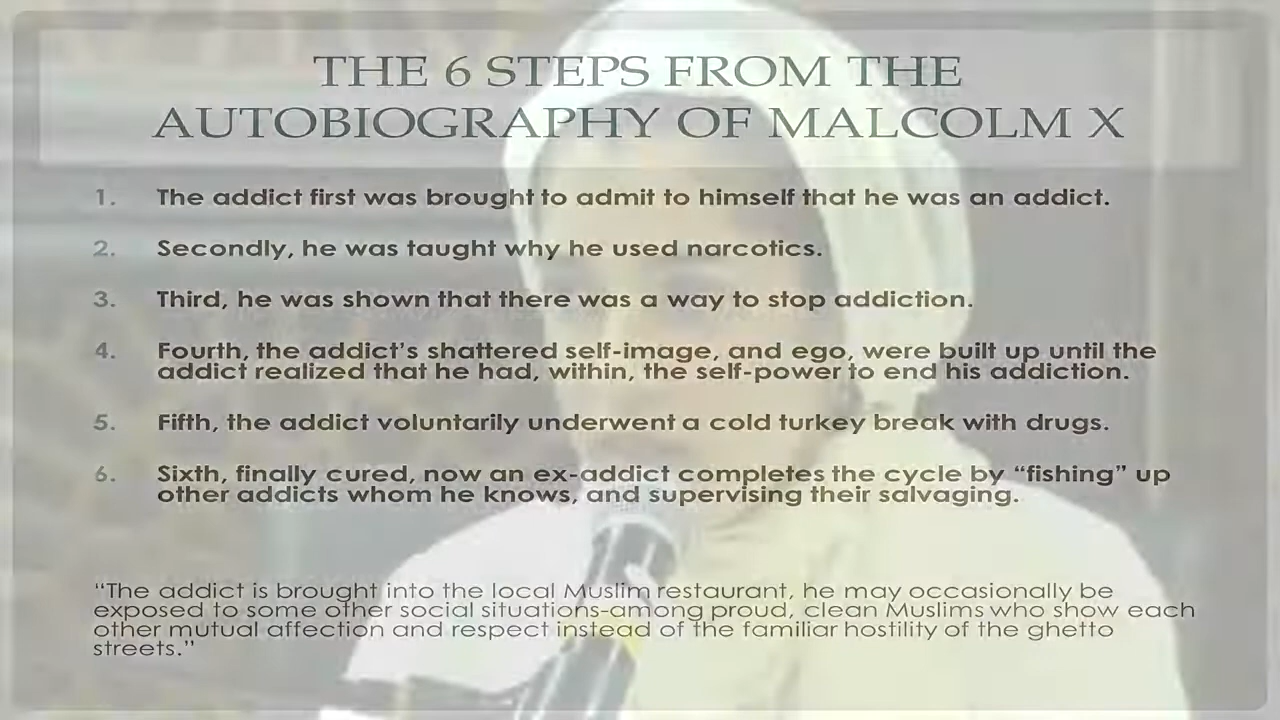 THE 6 STEPS FROM THE
AUTOBIOGRAPHY OF MALCOLM X
1. The addict first was brought to admit to himself that he was an addict.
2. Secondly, he was taught why he used narcotics.
3. Third, he was shown that there was a way to stop addiction.
4. Fourth, the addict’s shattered self-image, and ego, were built up until the
addict realized that he had, within, the self-power to end his addiction.
5. Fifth, the addict voluntarily underwent a cold turkey break with drugs.
6. Sixth, finally cured, now an ex-addict completes the cycle by “fishing” up
other addicts whom he knows, and supervising their salvaging.
“The addict is brought into the local Muslim restaurant, he may occasionally be
exposed to some other social situations-among proud, clean Muslims who show each
other mutual affection and respect instead of the familiar hostility of the ghetto
streets.”